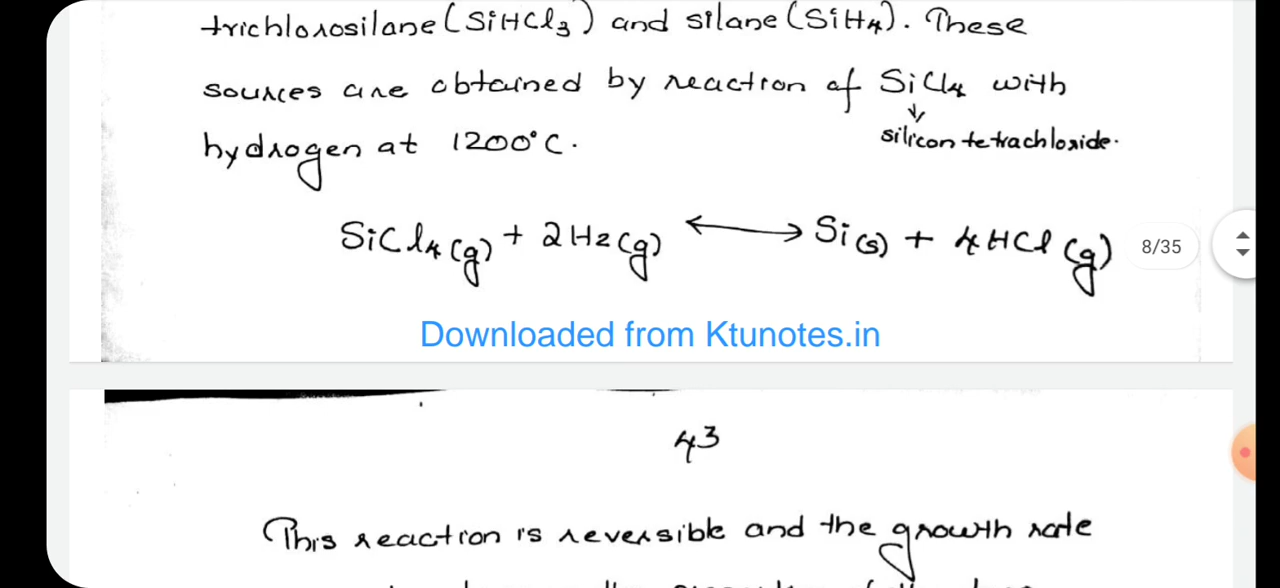 trichlorosilane (SiHCl3) and silane (SiH4). These
sources are obtained by reaction of SiCl4 with
silicon tetrachloride.
hydrogen at 1200°C.
SiCl4(g) + 2H2(g) ⟷ Si(s) + 4HCl(g)
8/35
Downloaded from Ktunotes.in
43
This reaction is reversible and the growth rate